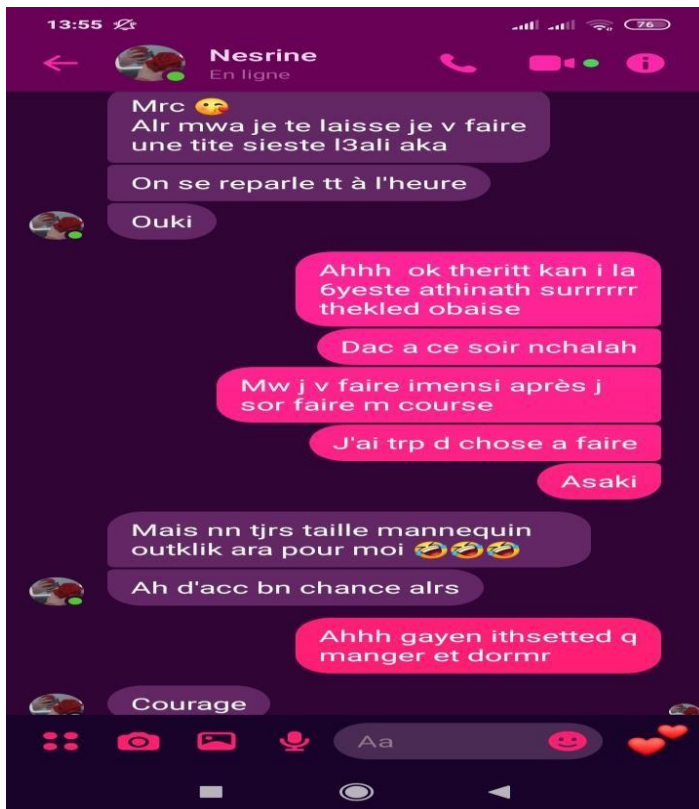 13:55
76
Nesrine
En ligne
Mrc 😘
Alr mwa je te laisse je v faire
une tite sieste l3ali aka
On se reparle tt à l'heure
Ouki
Ahhh ok theritt kan i la
6yeste athinath surrrrrr
thekled obaise
Dac a ce soir nchalah
Mw j v faire imensi après j
sor faire m course
J'ai trp d chose a faire
Asaki
Mais nn tjrs taille mannequin
outklik ara pour moi 🤣🤣🤣
Ah d'acc bn chance alrs
Ahhh gayen ithsetted q
manger et dormr
Courage
Aa